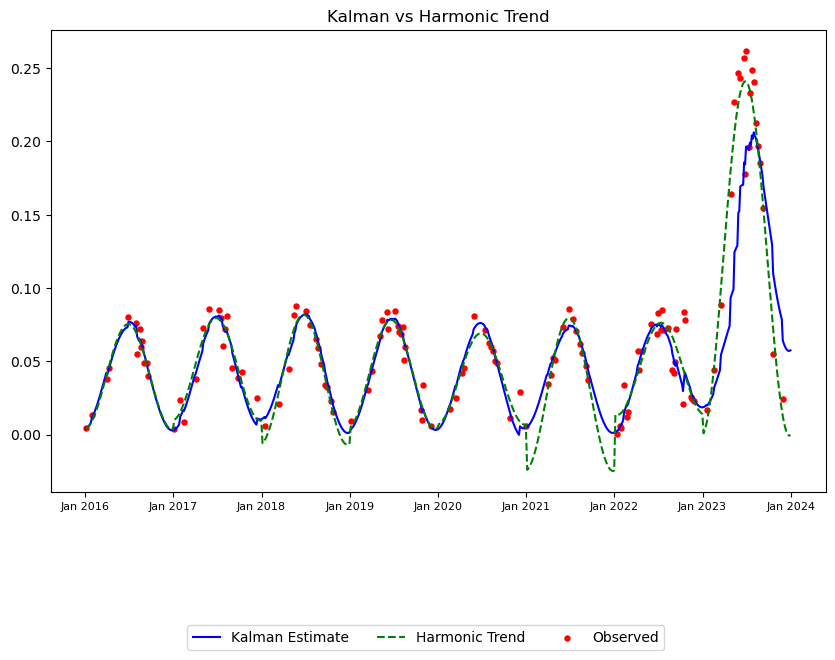 Kalman vs Harmonic Trend
0.25
0.20
0.15
0.10
0.05
0.00
Jan 2016 Jan 2017 Jan 2018 Jan 2019 Jan 2020 Jan 2021 Jan 2022 Jan 2023 Jan 2024
Kalman Estimate Harmonic Trend Observed